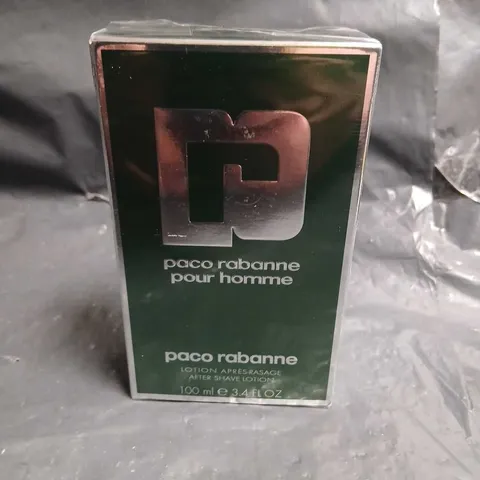 paco rabanne
pour homme
paco rabanne
LOTION APRÈS-RASAGE
AFTER SHAVE LOTION
100 ml e 3.4 FL.OZ